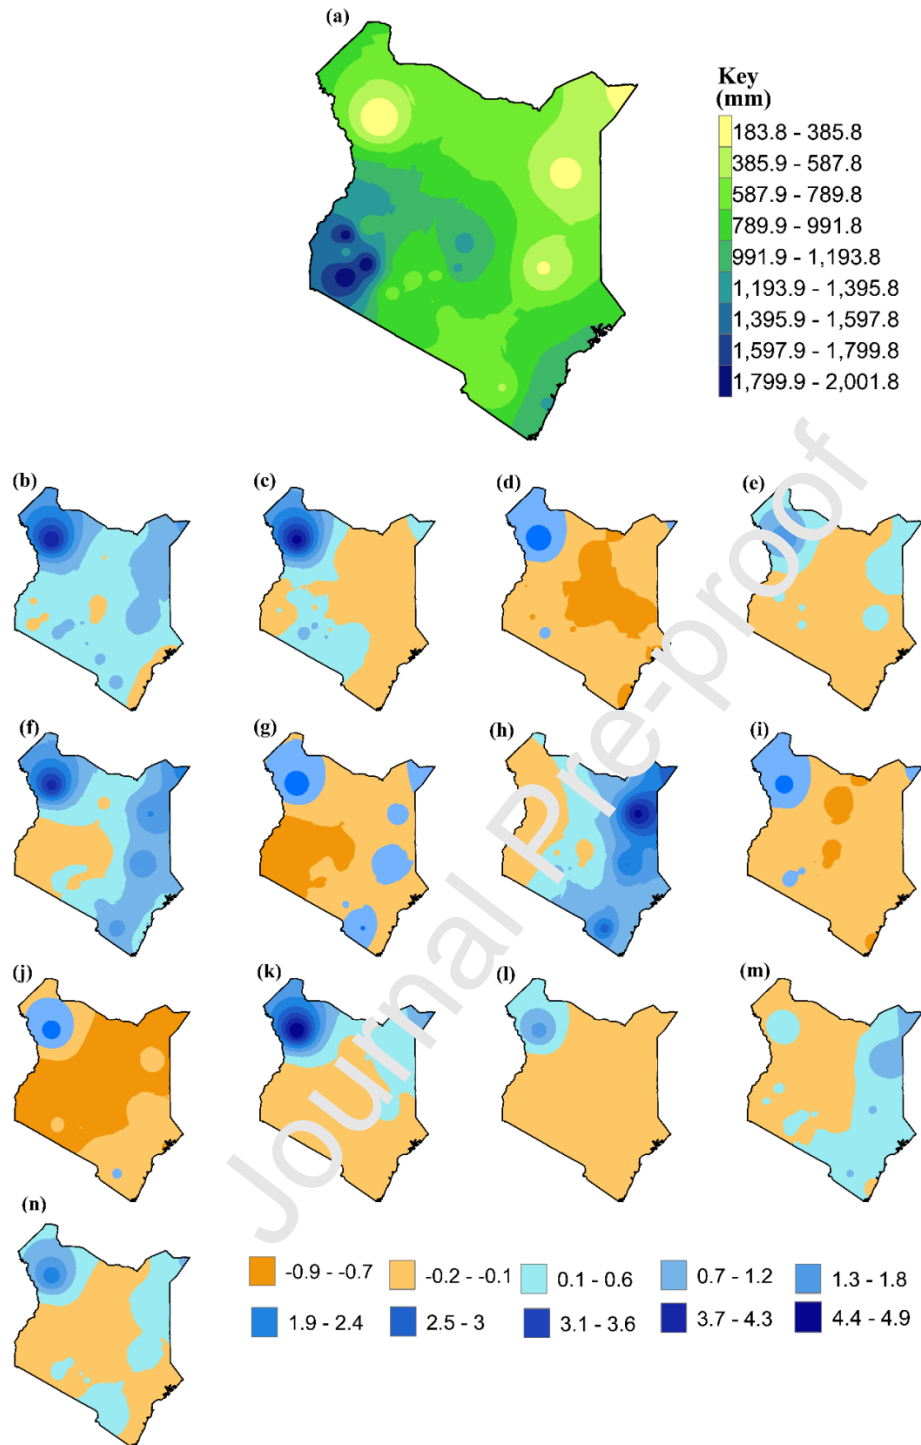 (a)
Key
(mm)
183.8 - 385.8
385.9 - 587.8
587.9 - 789.8
789.9 - 991.8
991.9 - 1,193.8
1,193.9 - 1,395.8
1,395.9 - 1,597.8
1,597.9 - 1,799.8
1,799.9 - 2,001.8
(b) (c) (d) (e)
(f) (g) (h) (i)
(j) (k) (l) (m)
(n)
-0.9 - -0.7 -0.2 - -0.1 0.1 - 0.6 0.7 - 1.2 1.3 - 1.8
1.9 - 2.4 2.5 - 3 3.1 - 3.6 3.7 - 4.3 4.4 - 4.9
Journal Pre-proof